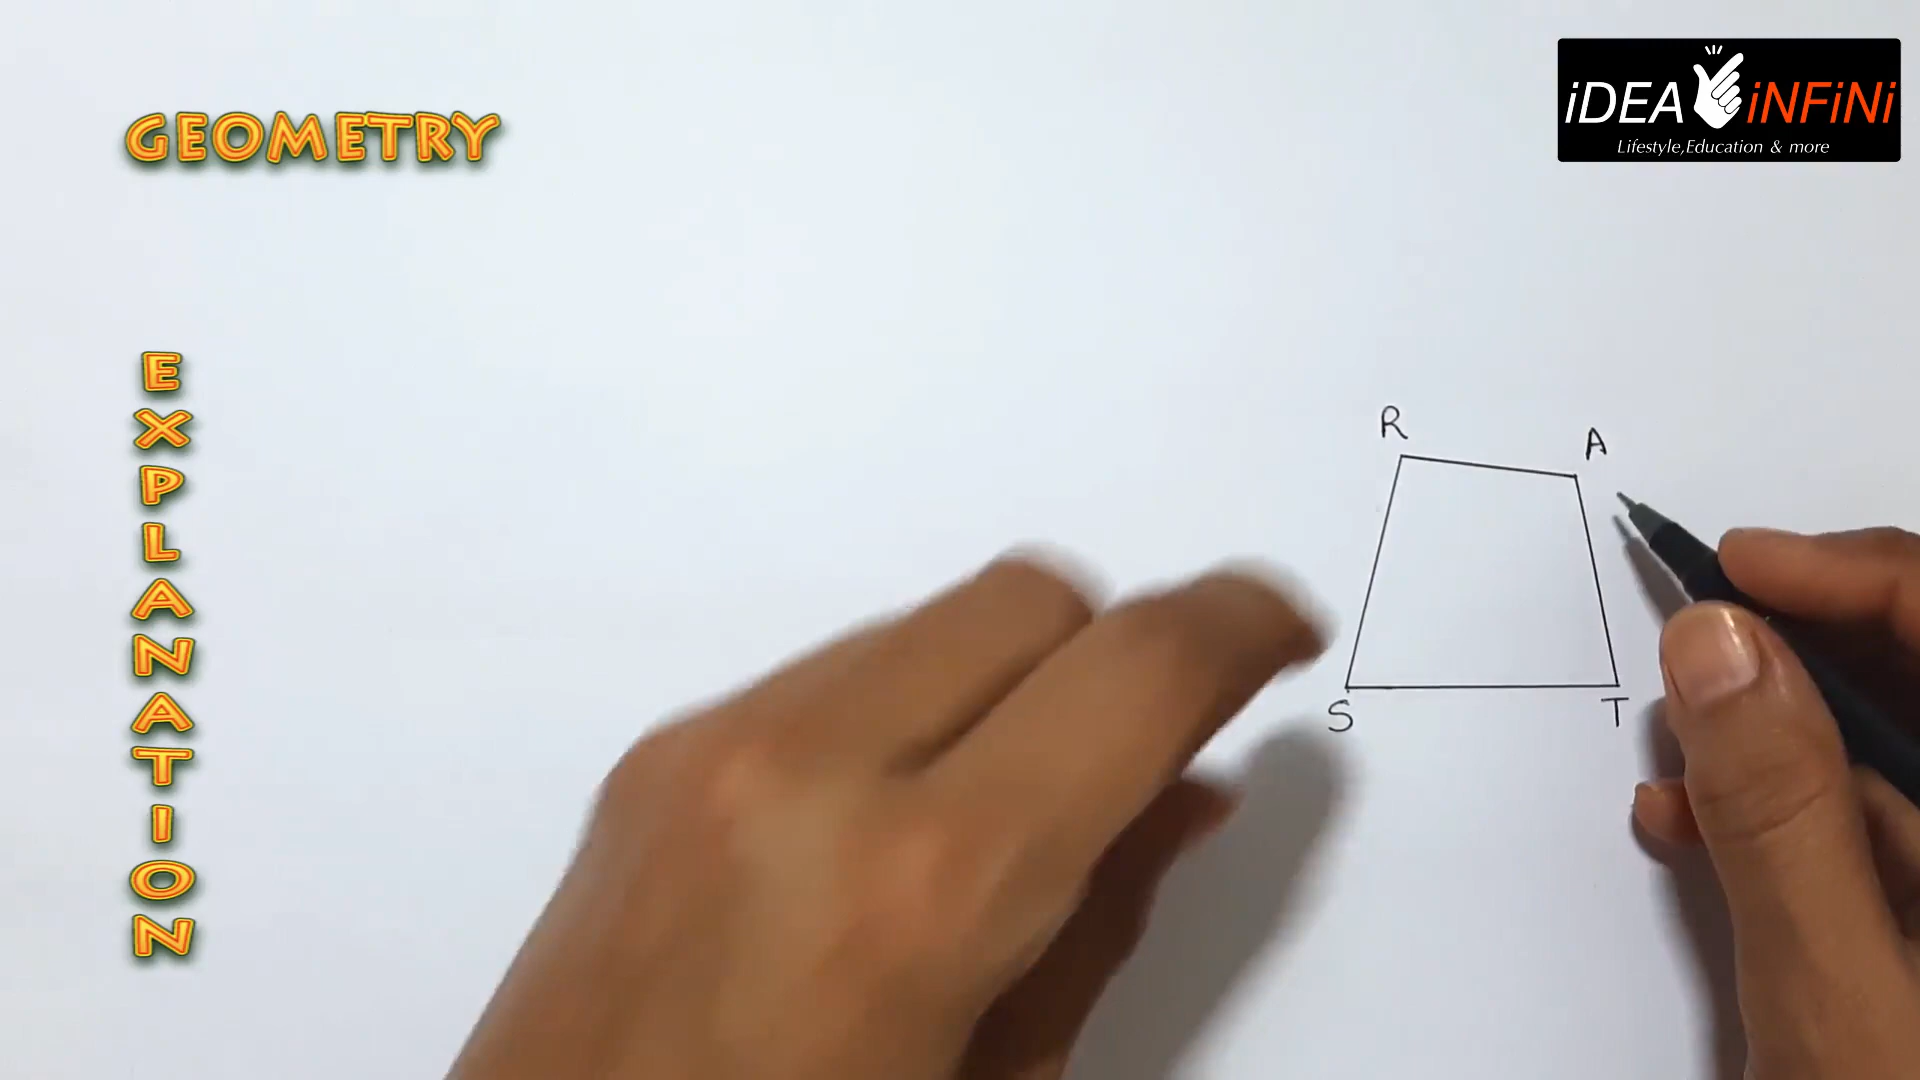 GEOMETRY
iDEA iNFiNi
Lifestyle,Education & more
EXPLANATION
R
A
S
T